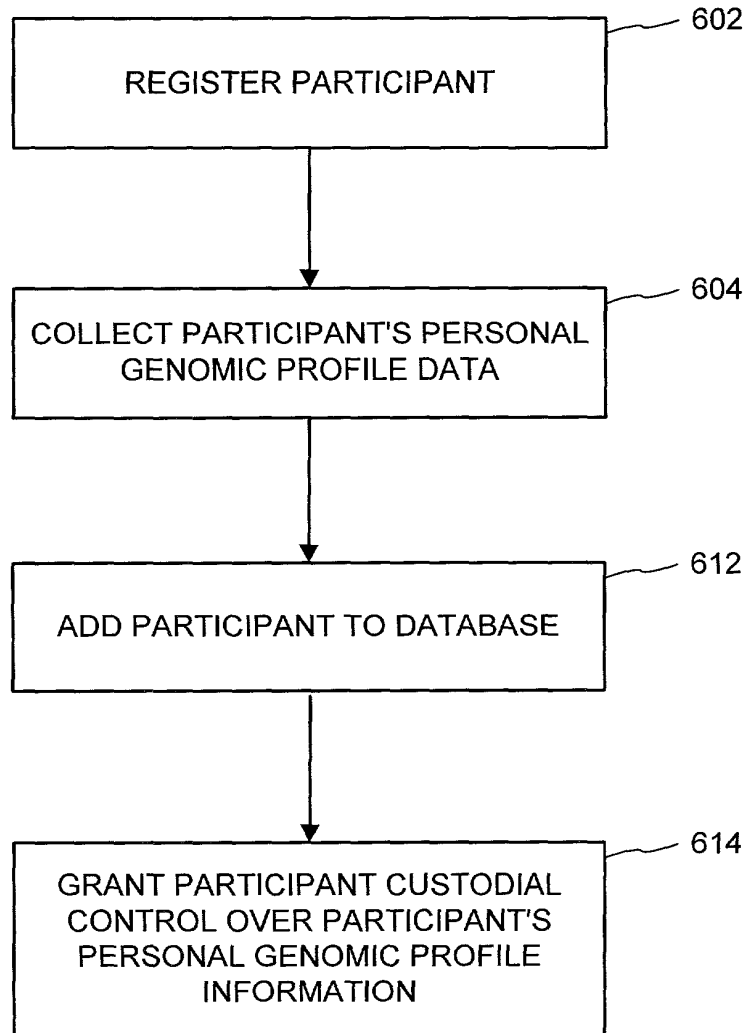 602
REGISTER PARTICIPANT
604
COLLECT PARTICIPANT'S PERSONAL
GENOMIC PROFILE DATA
612
ADD PARTICIPANT TO DATABASE
614
GRANT PARTICIPANT CUSTODIAL
CONTROL OVER PARTICIPANT'S
PERSONAL GENOMIC PROFILE
INFORMATION